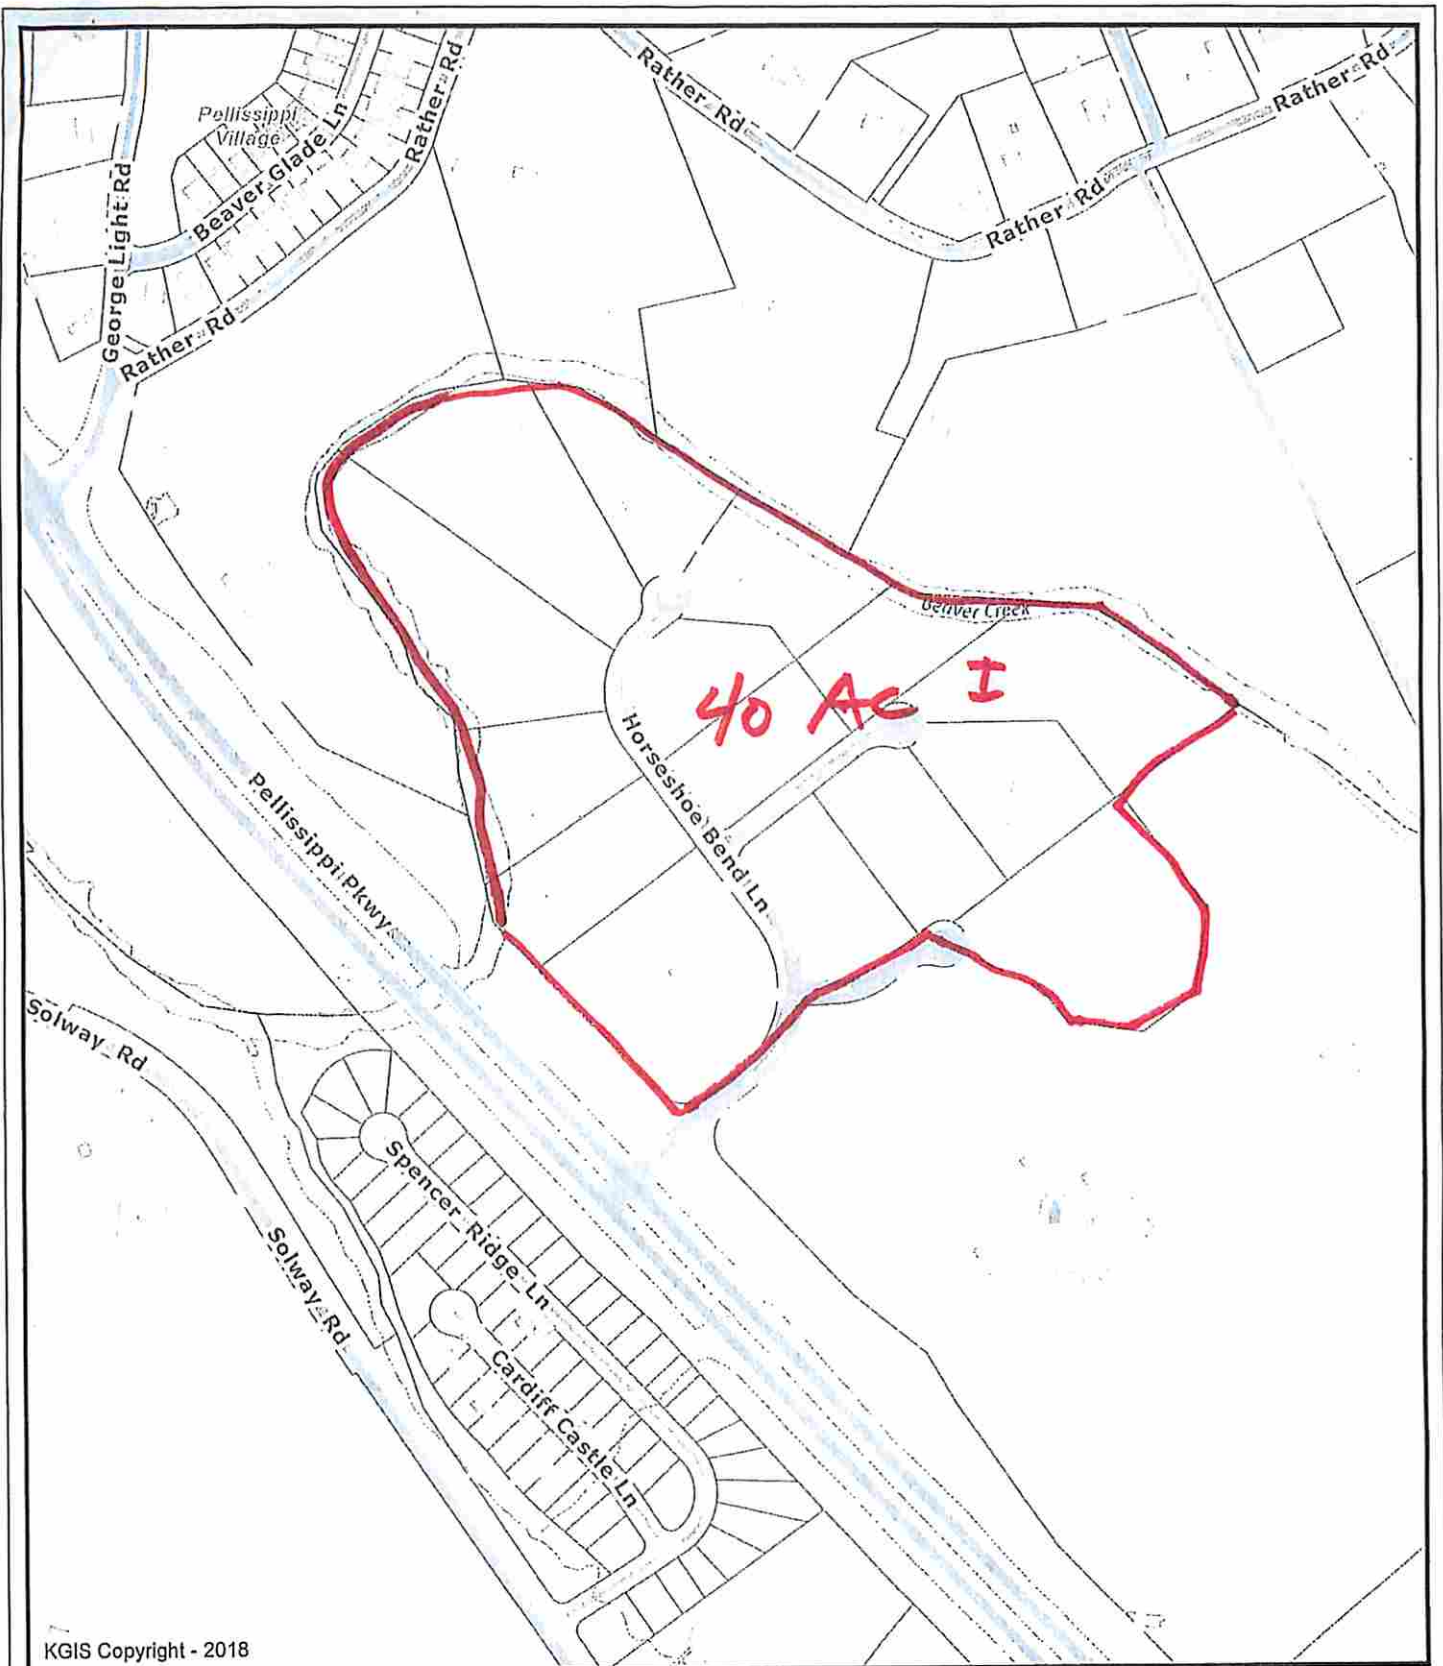 Rather Rd
Rather Rd
Rather Rd
Pellissippi
Village
Beaver Glade Ln
George Light Rd
Rather Rd
Rather Rd
Beaver Creek
40 Ac I
Horseshoe Bend Ln
Pellissippi Pkwy
Solway Rd
Spencer Ridge Ln
Solway Rd
Cardiff Castle Ln
KGIS Copyright - 2018